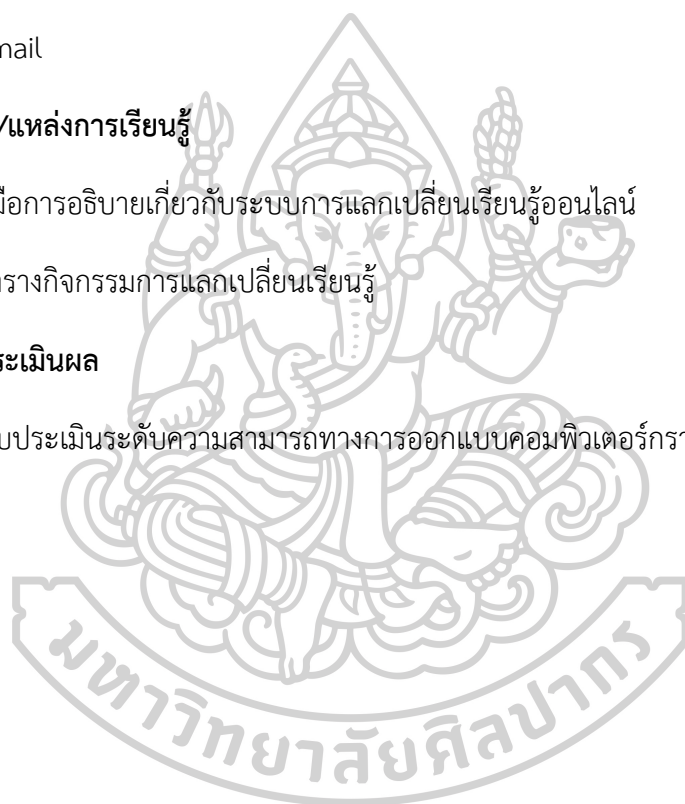 mail
/แหล่งการเรียนรู้
มือการอธิบายเกี่ยวกับระบบการแลกเปลี่ยนเรียนรู้ออนไลน์
ตารางกิจกรรมการแลกเปลี่ยนเรียนรู้
ระเมินผล
บประเมินระดับความสามารถทางการออกแบบคอมพิวเตอร์กรา
มหาวิทยาลัยศิลปากร